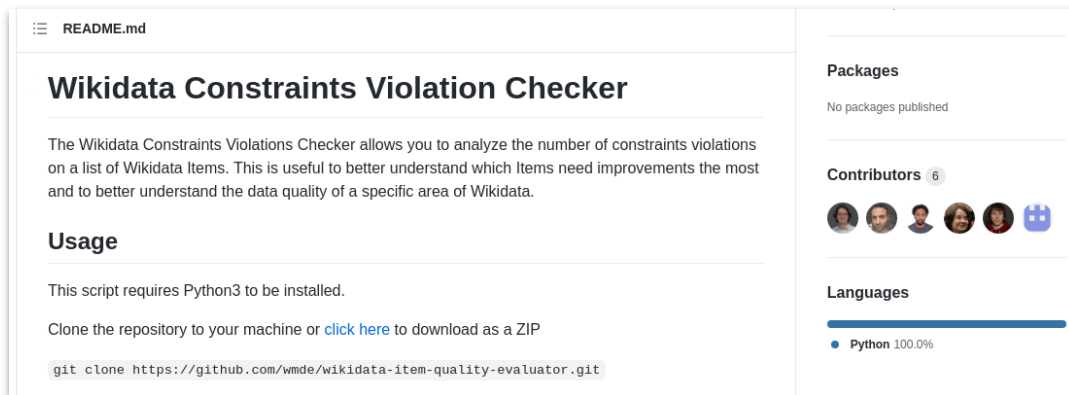 README.md
Wikidata Constraints Violation Checker
The Wikidata Constraints Violations Checker allows you to analyze the number of constraints violations
on a list of Wikidata Items. This is useful to better understand which Items need improvements the most
and to better understand the data quality of a specific area of Wikidata.
Usage
This script requires Python3 to be installed.
Clone the repository to your machine or click here to download as a ZIP
git clone https://github.com/wmde/wikidata-item-quality-evaluator.git
Packages
No packages published
Contributors 6
Languages
Python 100.0%